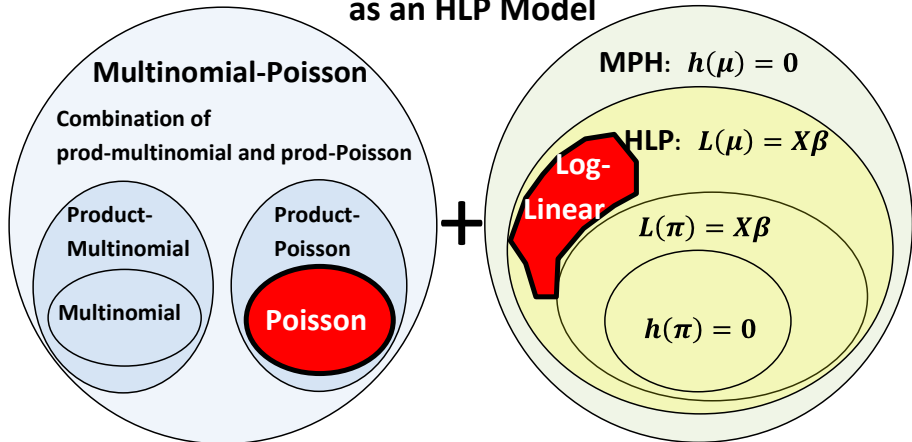 as an HLP Model
Multinomial-Poisson
Combination of
prod-multinomial and prod-Poisson
Product-
Multinomial
Multinomial
Product-
Poisson
Poisson
+
MPH: h(μ) = 0
HLP: L(μ) = Xβ
Log-
Linear
L(π) = Xβ
h(π) = 0